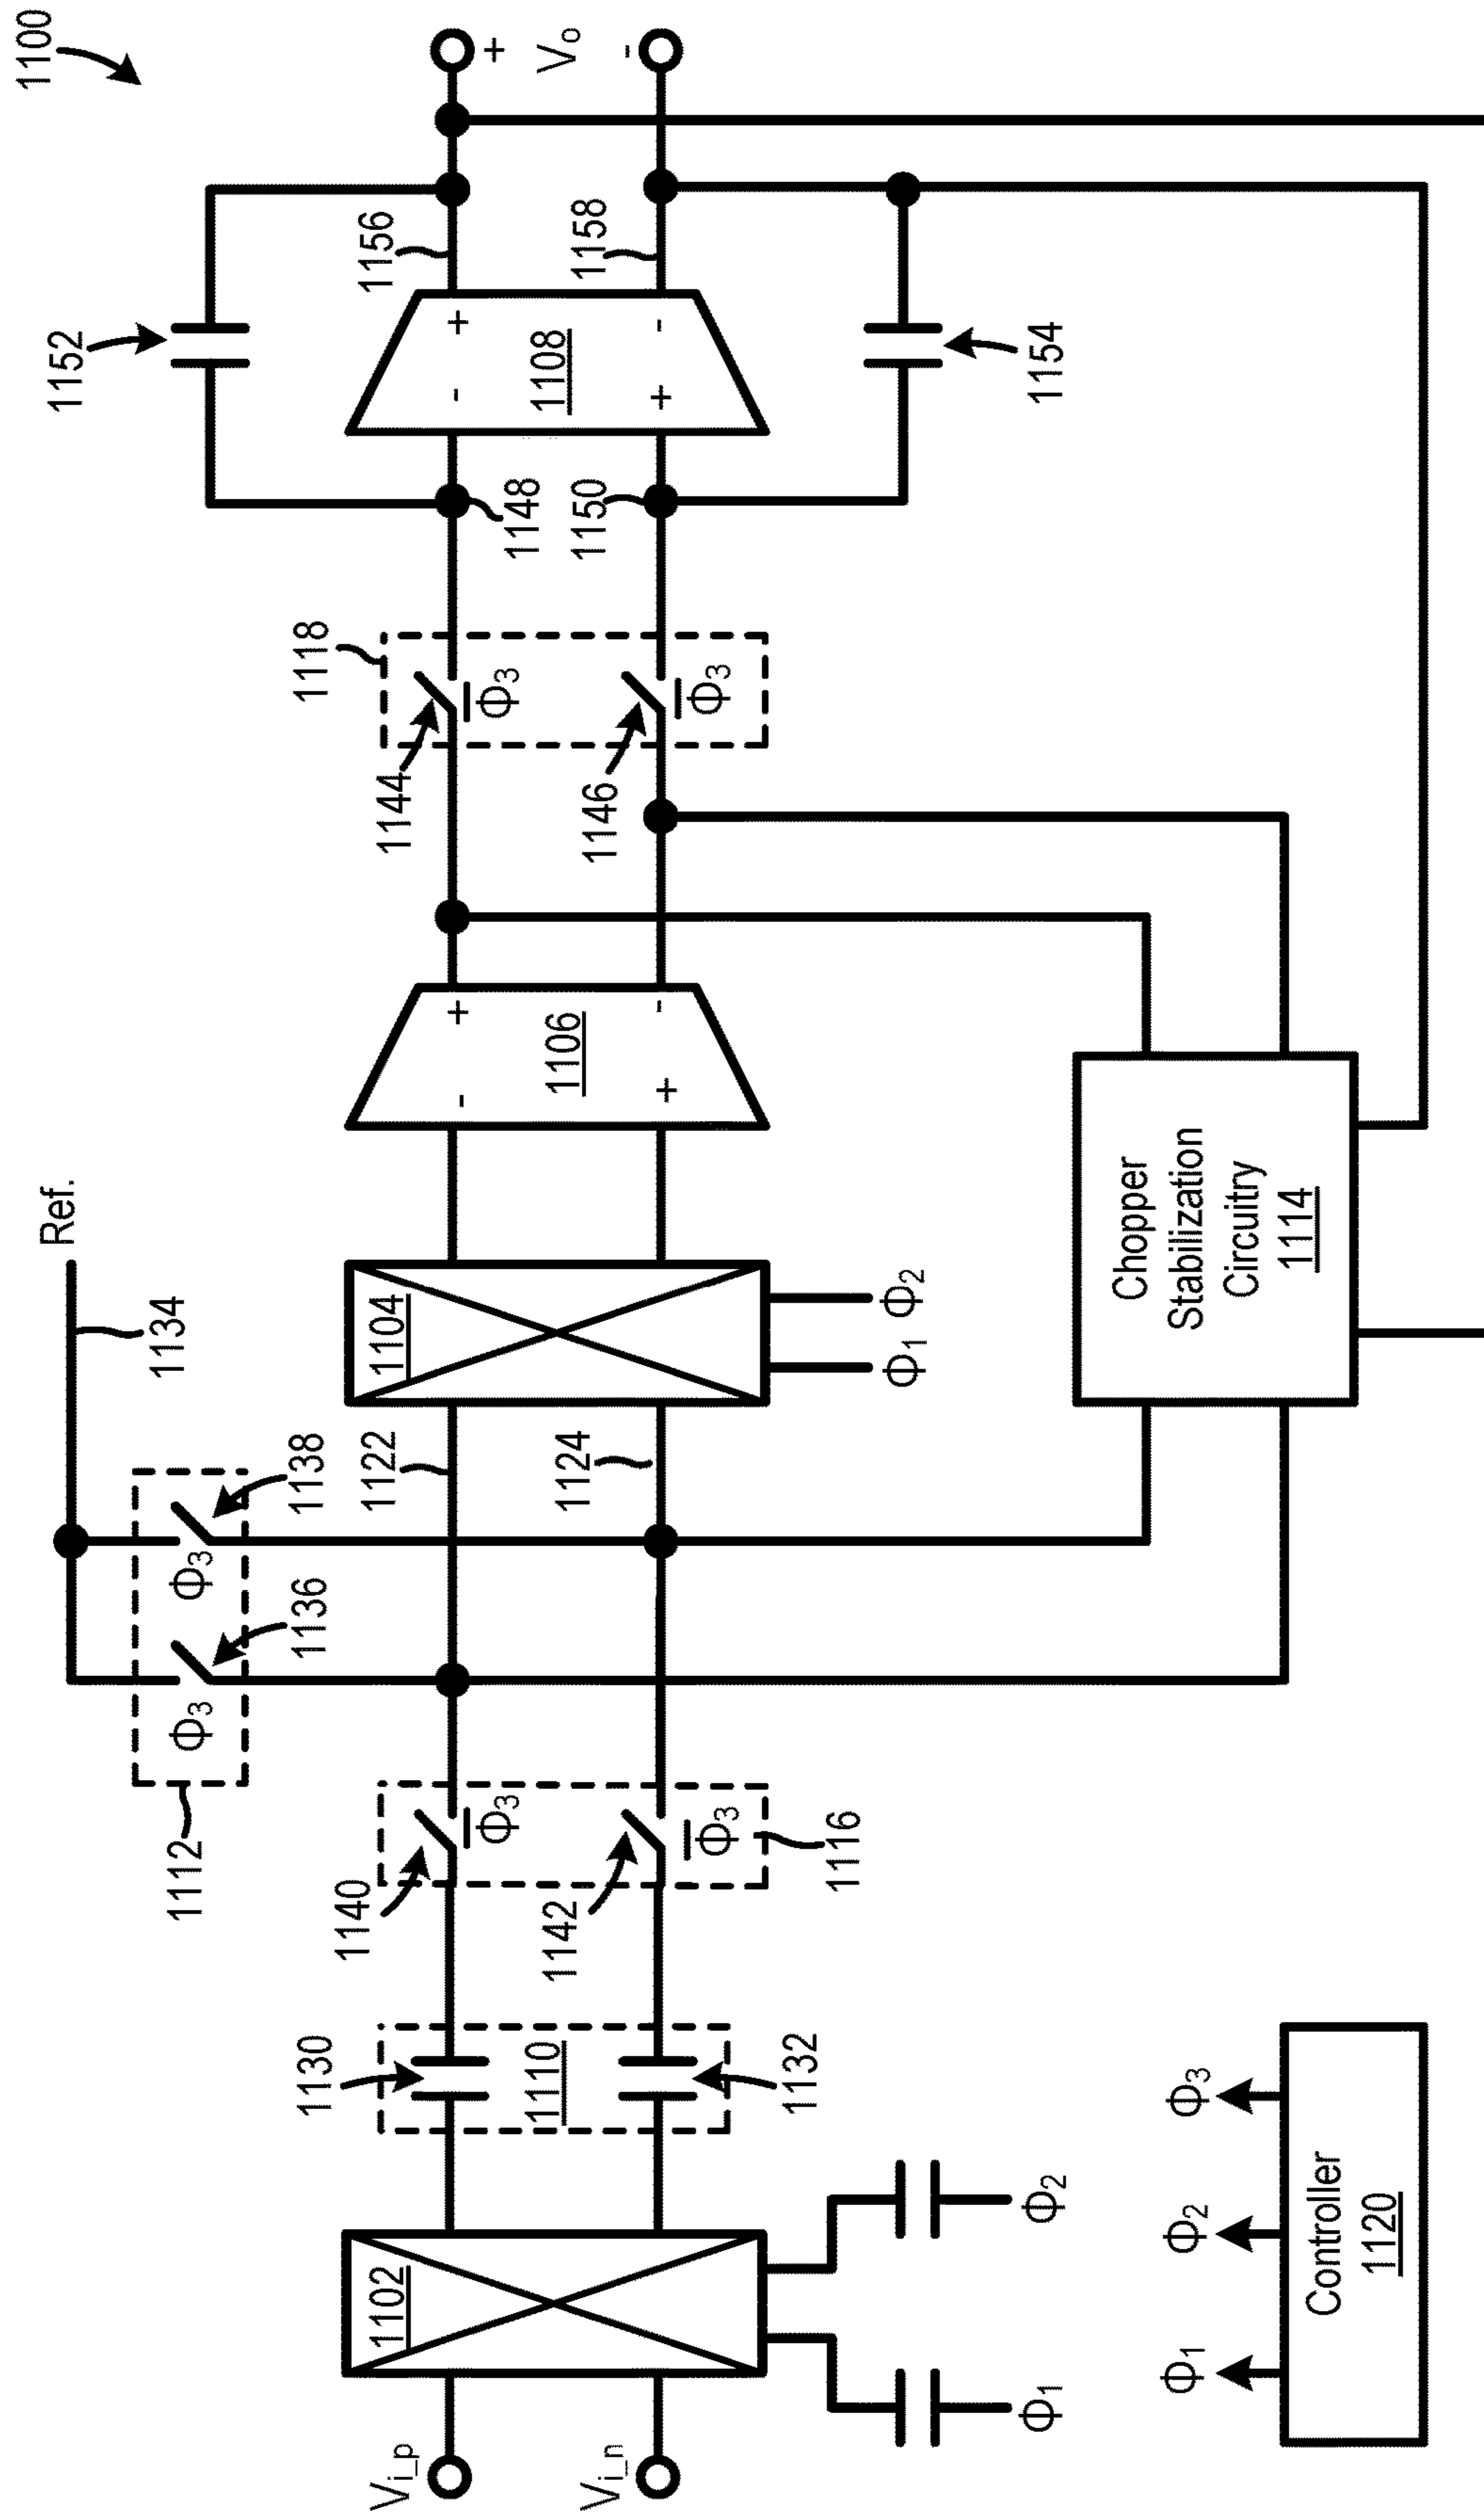 1100
Ref.
1134
1112
Φ3
1136
Φ3
1138
1152
1130
1110
1132
1140
Φ3
1142
Φ3
1116
1122
1124
1104
Φ1
Φ2
- +
1106
+ -
1118
1144
Φ3
1146
Φ3
1148
1150
- +
1108
+ -
1156
1158
1154
+
Vo
-
Vi_p
Vi_n
1102
Φ1
Φ2
Chopper
Stabilization
Circuitry
1114
Φ1
Φ2
Φ3
Controller
1120